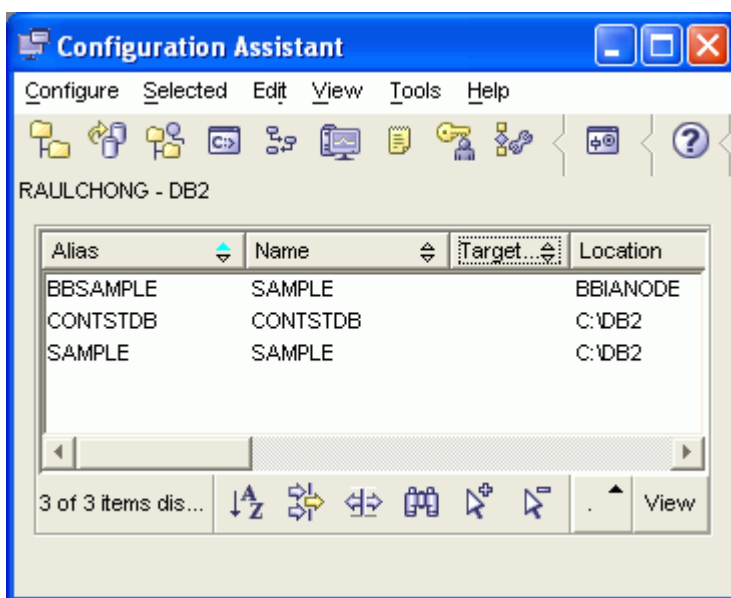 Configuration Assistant
Configure Selected Edit View Tools Help
C:>
RAULCHONG - DB2
Alias Name Target... Location
BBSAMPLE SAMPLE BBIANODE
CONTSTDB CONTSTDB C:\DB2
SAMPLE SAMPLE C:\DB2
3 of 3 items dis... A Z . View